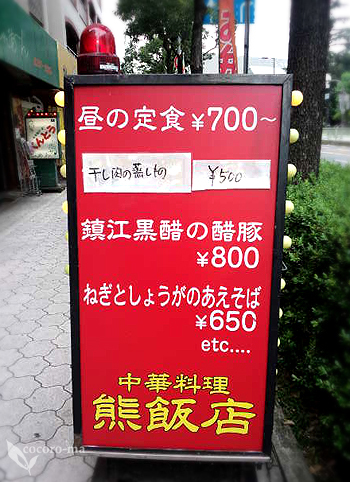 昼の定食¥700～
干し肉の蒸しもの ¥500
鎮江黒醋の醋豚
¥800
ねぎとしょうがのあえそば
¥650
etc....
中華料理
熊飯店
cocoro-ma